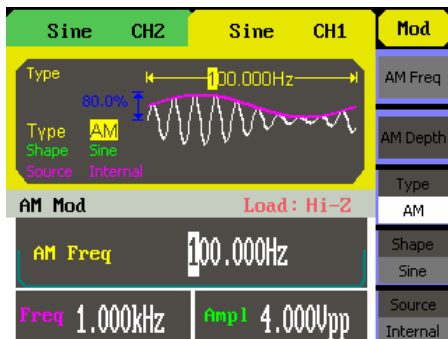 Sine CH2 Sine CH1 Mod
Type 100.000Hz
80.0%
Type AM
Shape Sine
Source Internal
AM Freq
AM Depth
Type
AM
Shape
Sine
Source
Internal
AM Mod Load: Hi-Z
AM Freq 100.000Hz
Freq 1.000kHz Ampl 4.000Vpp